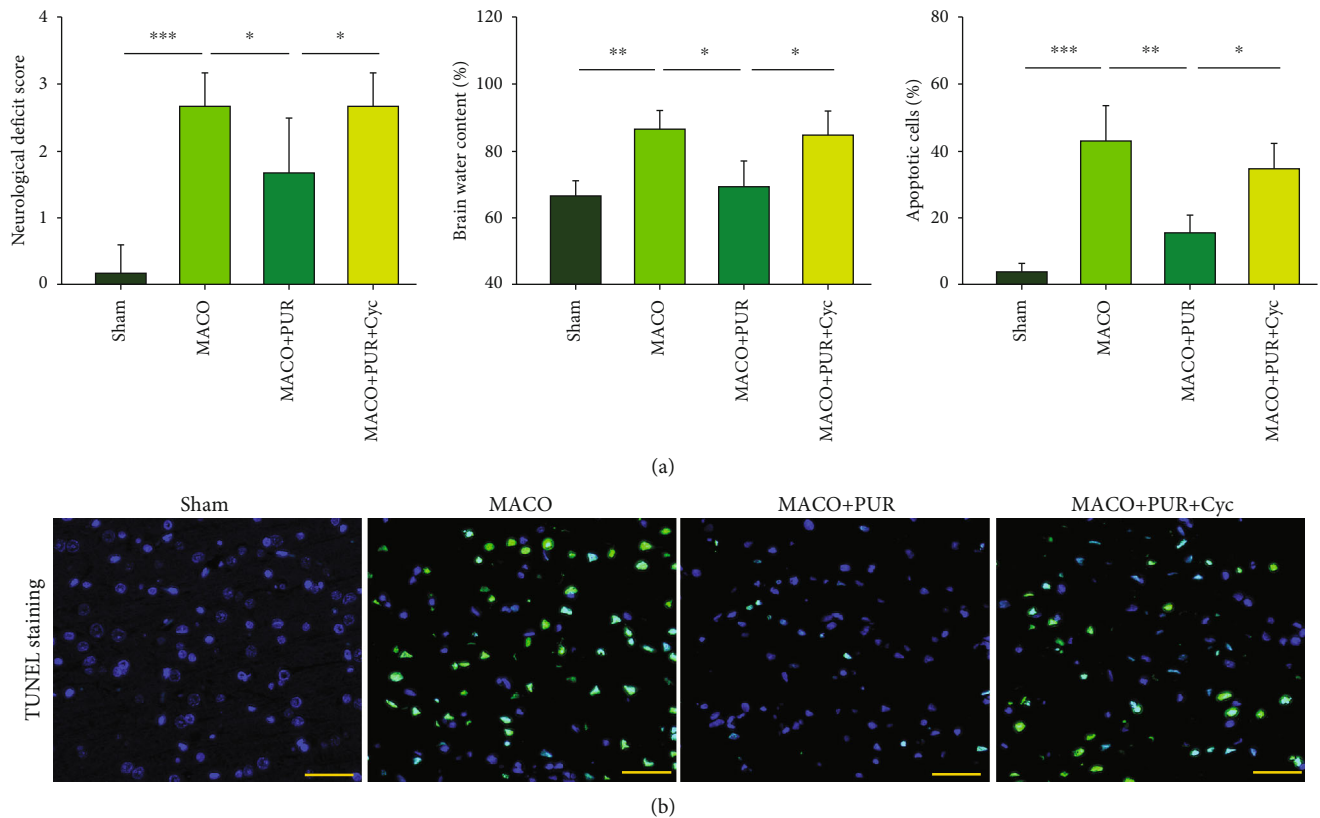 Neurological deficit score
4
3
2
1
0
***
*
*
Sham
MACO
MACO+PUR
MACO+PUR+Cyc
Brain water content (%)
120
100
80
60
40
**
*
*
Sham
MACO
MACO+PUR
MACO+PUR+Cyc
Apoptotic cells (%)
80
60
40
20
0
***
**
*
Sham
MACO
MACO+PUR
MACO+PUR+Cyc
(a)
Sham
MACO
MACO+PUR
MACO+PUR+Cyc
TUNEL staining
(b)